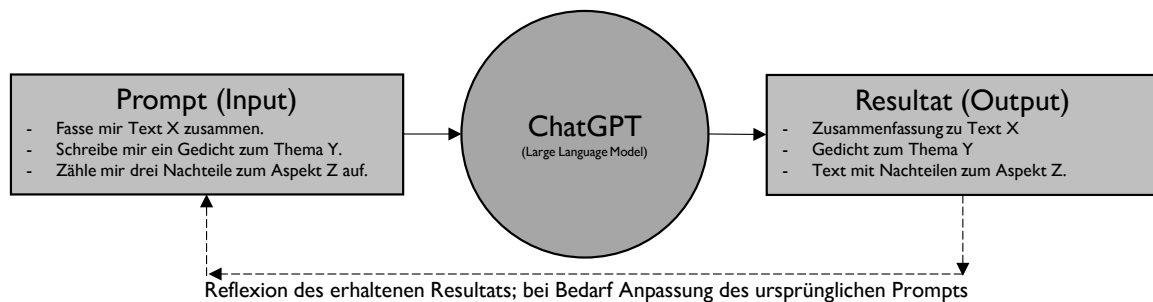 Prompt (Input)
- Fasse mir Text X zusammen.
- Schreibe mir ein Gedicht zum Thema Y.
- Zähle mir drei Nachteile zum Aspekt Z auf.
ChatGPT
(Large Language Model)
Resultat (Output)
- Zusammenfassung zu Text X
- Gedicht zum Thema Y
- Text mit Nachteilen zum Aspekt Z.
Reflexion des erhaltenen Resultats; bei Bedarf Anpassung des ursprünglichen Prompts